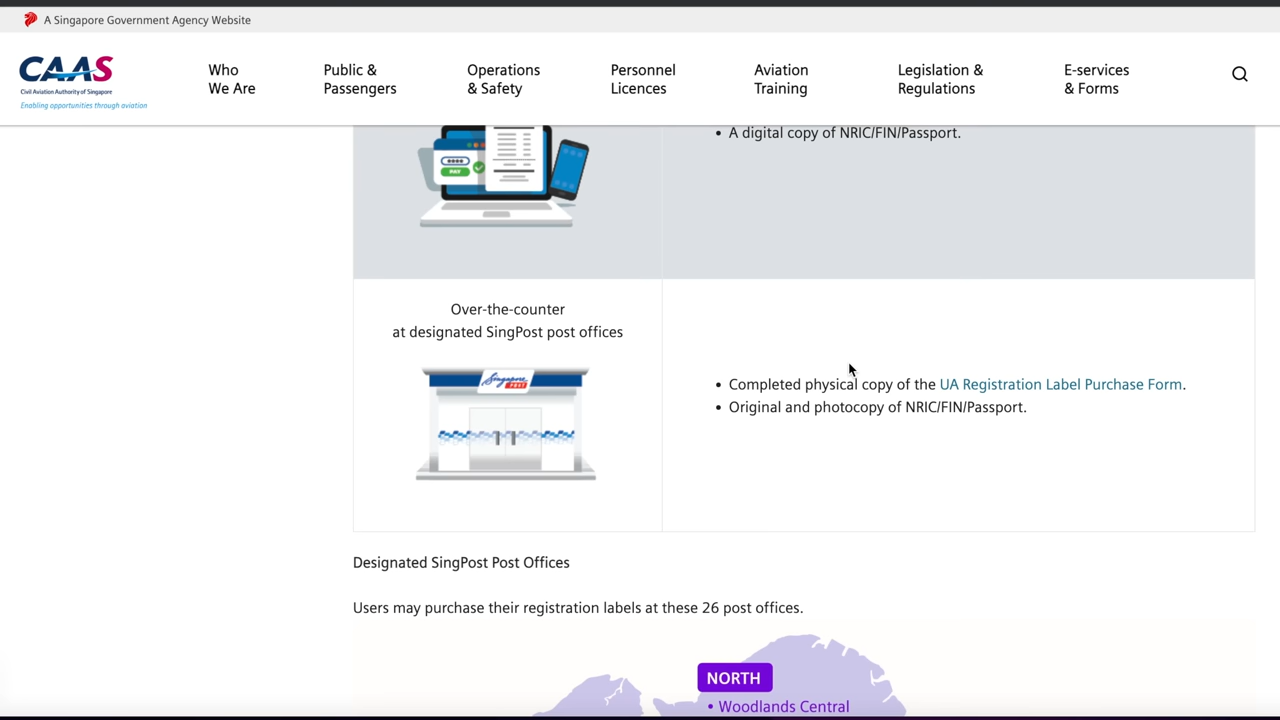 A Singapore Government Agency Website
CAAS
Civil Aviation Authority of Singapore
Enabling opportunities through aviation
Who
We Are
Public &
Passengers
Operations
& Safety
Personnel
Licences
Aviation
Training
Legislation &
Regulations
E-services
& Forms
PAY
• A digital copy of NRIC/FIN/Passport.
Over-the-counter
at designated SingPost post offices
Singapore
POST
• Completed physical copy of the UA Registration Label Purchase Form.
• Original and photocopy of NRIC/FIN/Passport.
Designated SingPost Post Offices
Users may purchase their registration labels at these 26 post offices.
NORTH
• Woodlands Central